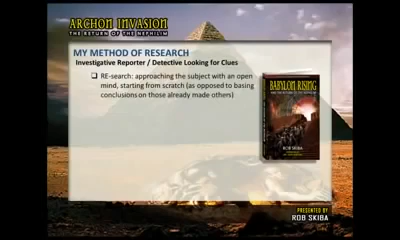 ARCHON INVASION
THE RETURN OF THE NEPHILIM
MY METHOD OF RESEARCH
Investigative Reporter / Detective Looking for Clues
RE-search: approaching the subject with an open
mind, starting from scratch (as opposed to basing
conclusions on those already made others)
BABYLON RISING
ROB SKIBA
PRESENTED BY
ROB SKIBA